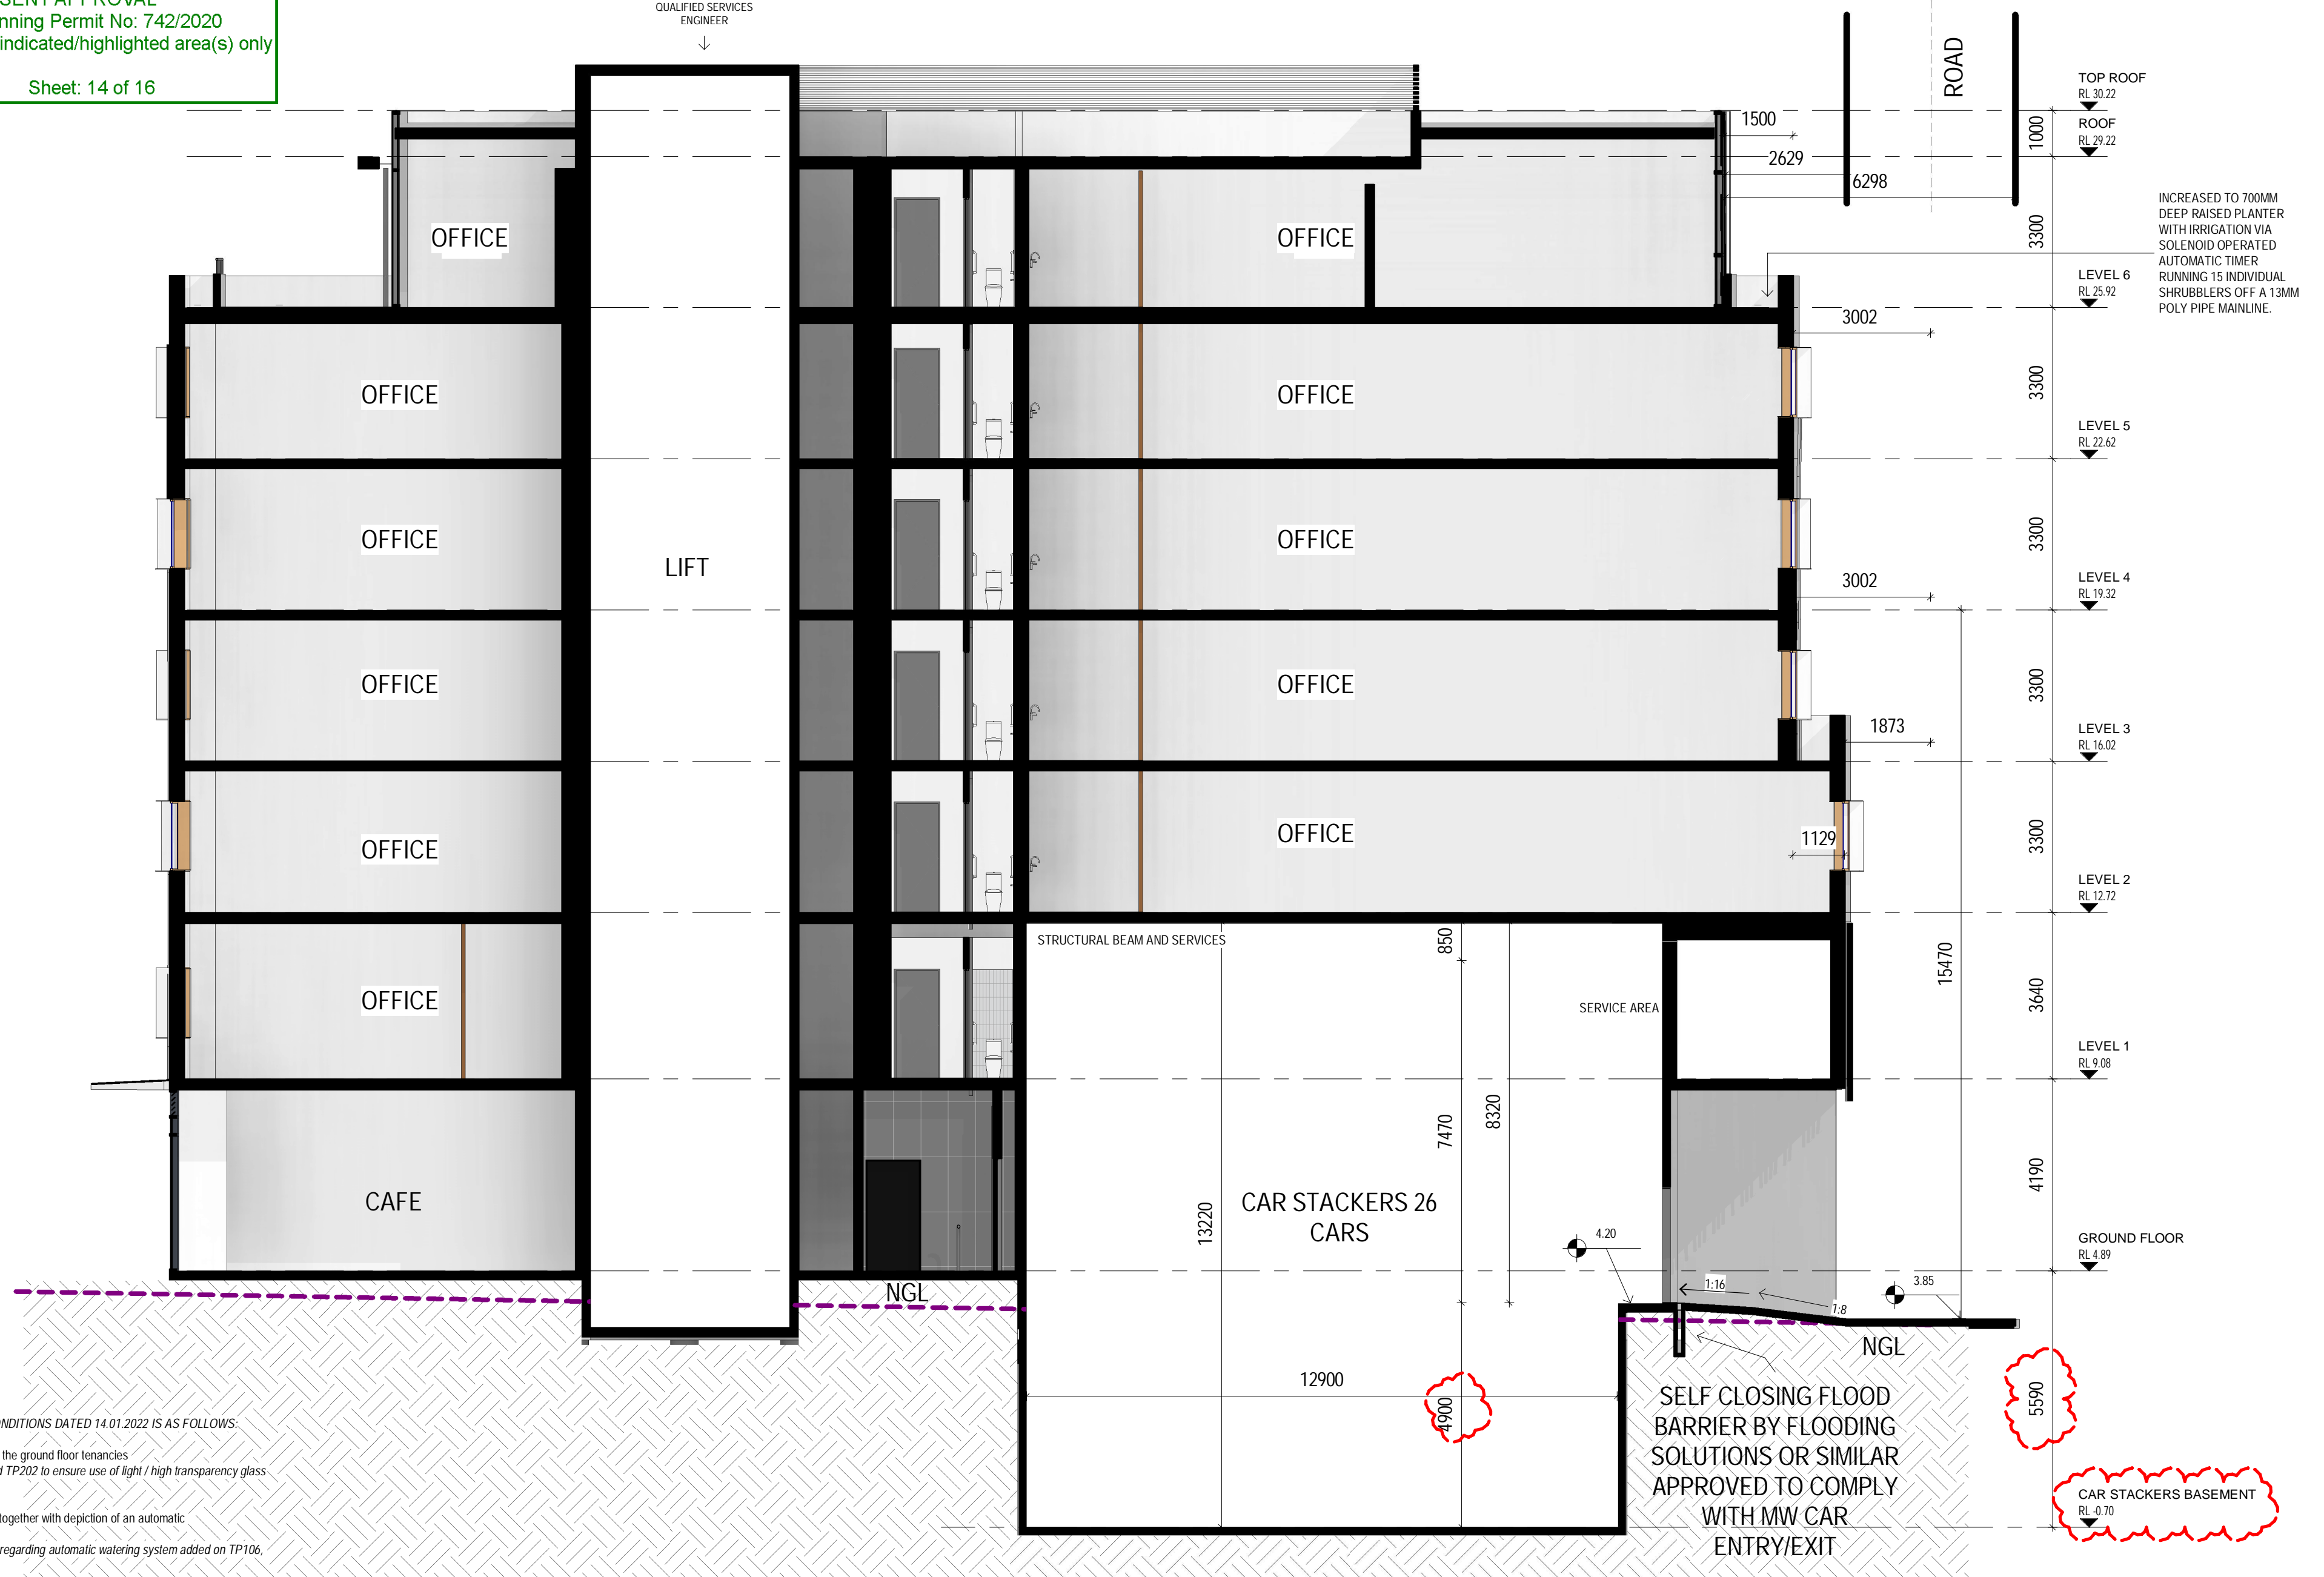 SENT APPROVAL
nning Permit No: 742/2020
indicated/highlighted area(s) only
Sheet: 14 of 16
QUALIFIED SERVICES
ENGINEER
ROAD
TOP ROOF
RL 30.22
ROOF
RL 29.22
1000
1500
2629
6298
INCREASED TO 700MM
DEEP RAISED PLANTER
WITH IRRIGATION VIA
SOLENOID OPERATED
AUTOMATIC TIMER
RUNNING 15 INDIVIDUAL
SHRUBBLERS OFF A 13MM
POLY PIPE MAINLINE.
OFFICE
OFFICE
3300
LEVEL 6
RL 25.92
3002
OFFICE
OFFICE
3300
LEVEL 5
RL 22.62
OFFICE
OFFICE
3300
LIFT
LEVEL 4
RL 19.32
3002
OFFICE
OFFICE
3300
LEVEL 3
RL 16.02
1873
OFFICE
OFFICE
1129
3300
LEVEL 2
RL 12.72
STRUCTURAL BEAM AND SERVICES
850
15470
OFFICE
SERVICE AREA
3640
LEVEL 1
RL 9.08
7470
8320
4190
CAFE
13220
CAR STACKERS 26
CARS
4.20
GROUND FLOOR
RL 4.89
NGL
1:16
1:8
3.85
NGL
12900
4900
5590
SELF CLOSING FLOOD
BARRIER BY FLOODING
SOLUTIONS OR SIMILAR
APPROVED TO COMPLY
WITH MW CAR
ENTRY/EXIT
CAR STACKERS BASEMENT
RL -0.70
ONDITIONS DATED 14.01.2022 IS AS FOLLOWS:
the ground floor tenancies
d TP202 to ensure use of light / high transparency glass
together with depiction of an automatic
regarding automatic watering system added on TP106,